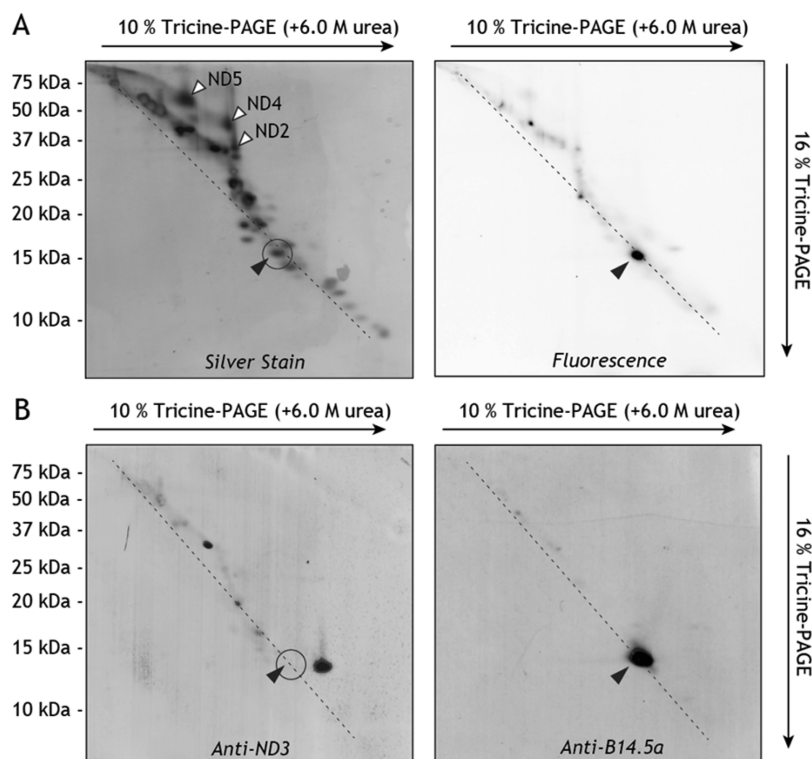 A
10 % Tricine-PAGE (+6.0 M urea)
10 % Tricine-PAGE (+6.0 M urea)
75 kDa -
50 kDa -
37 kDa -
25 kDa -
20 kDa -
15 kDa -
10 kDa -
ND5
ND4
ND2
Silver Stain
Fluorescence
16 % Tricine-PAGE
B
10 % Tricine-PAGE (+6.0 M urea)
10 % Tricine-PAGE (+6.0 M urea)
75 kDa -
50 kDa -
37 kDa -
25 kDa -
20 kDa -
15 kDa -
10 kDa -
Anti-ND3
Anti-B14.5a
16 % Tricine-PAGE